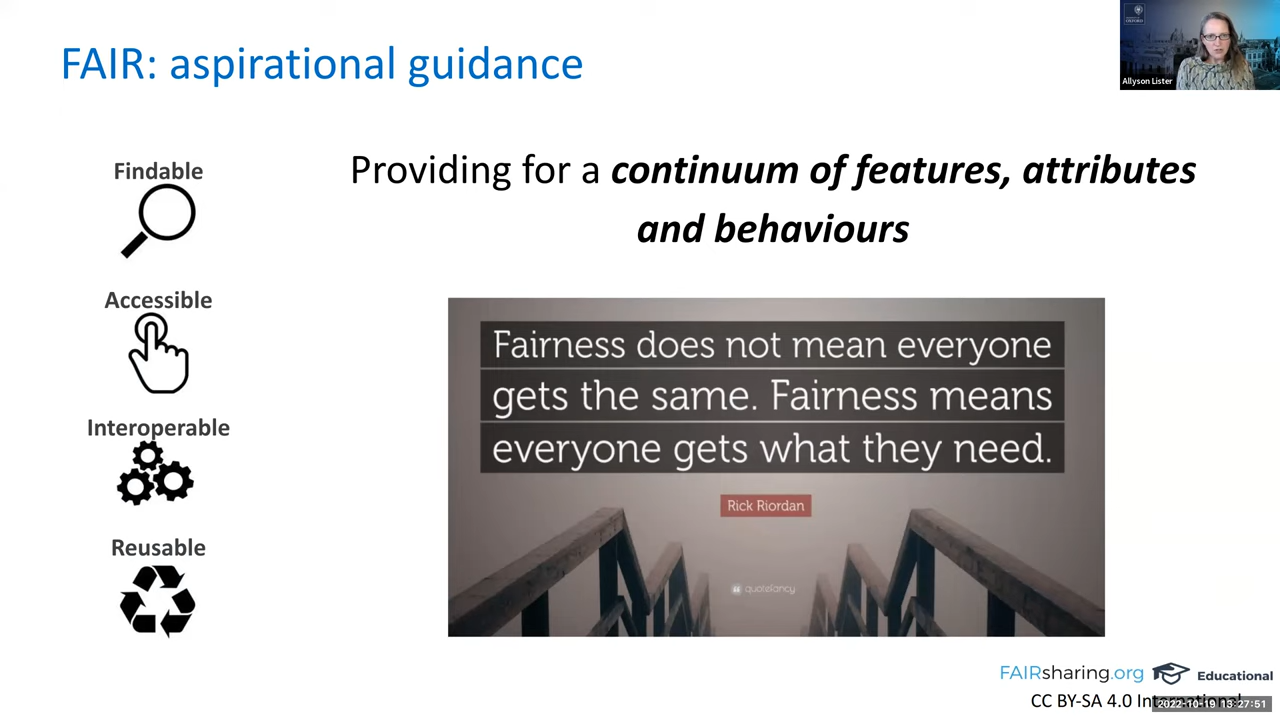 FAIR: aspirational guidance
Allyson Lister
Findable
Accessible
Interoperable
Reusable
Providing for a continuum of features, attributes
and behaviours
Fairness does not mean everyone
gets the same. Fairness means
everyone gets what they need.
Rick Riordan
quotefancy
FAIRsharing.org Educational
CC BY-SA 4.0 International
2022-10-19 13:27:51